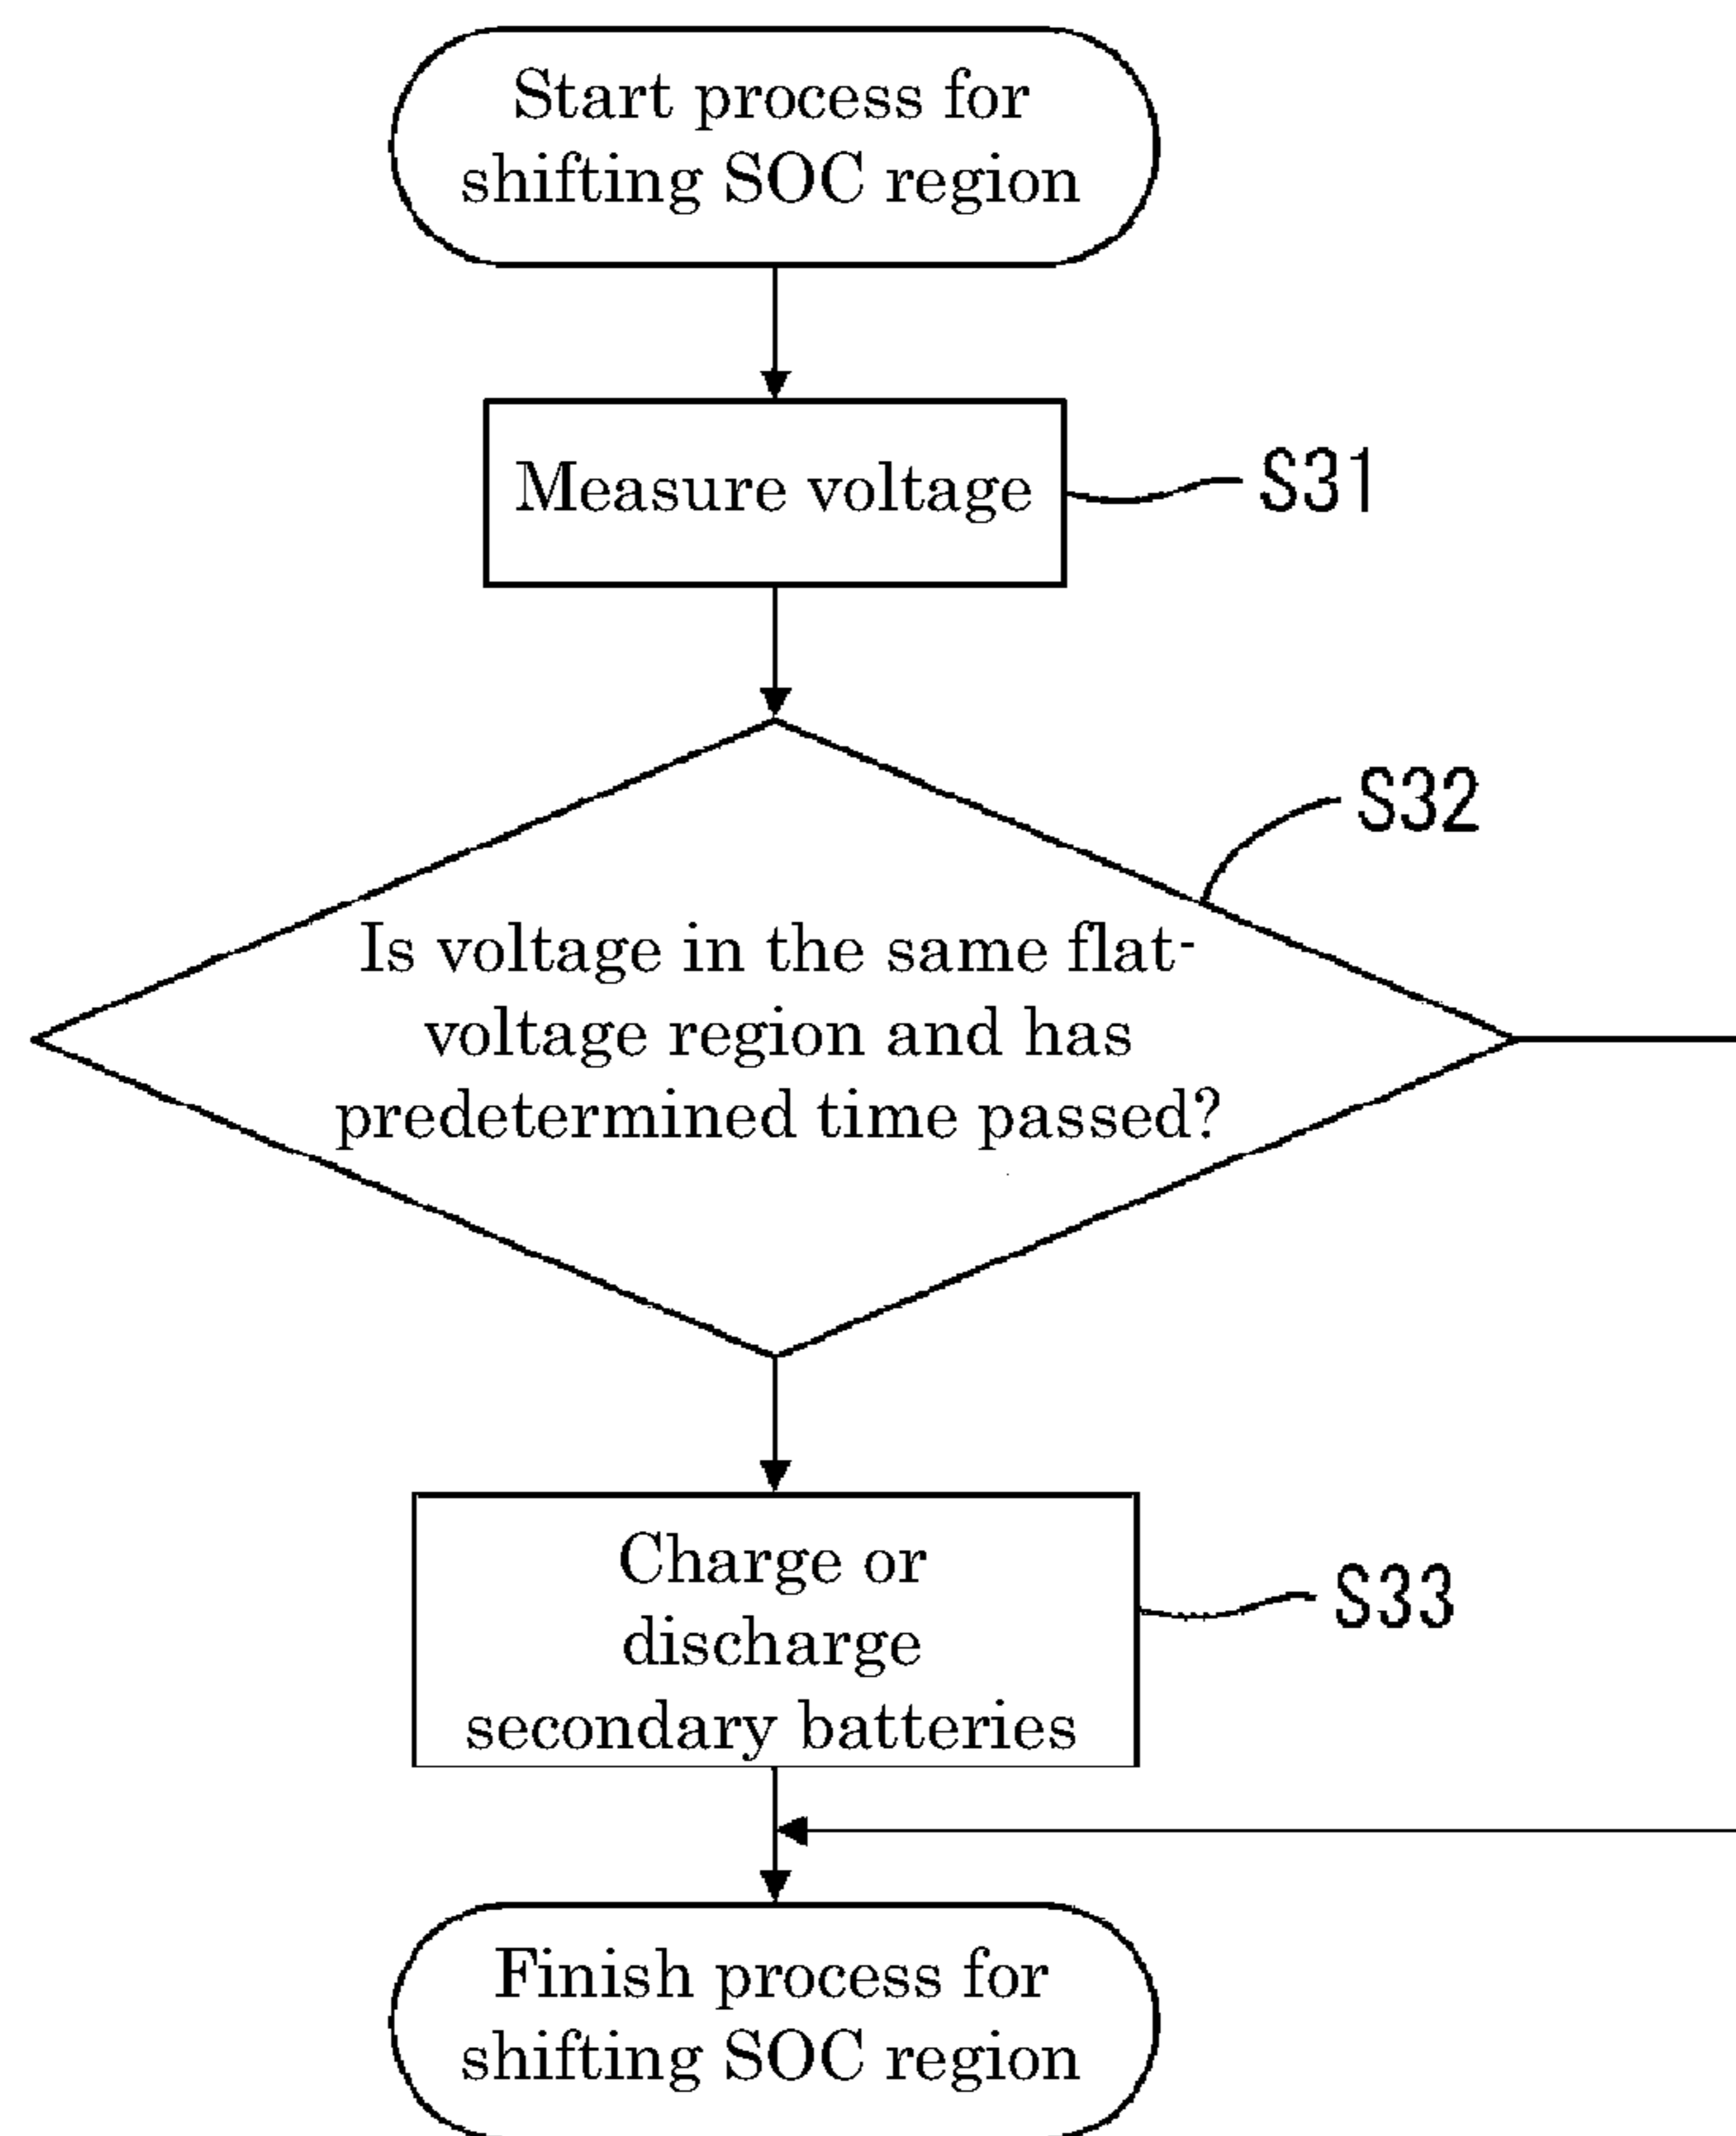 Start process for
shifting SOC region
Measure voltage
S31
S32
Is voltage in the same flat-
voltage region and has
predetermined time passed?
Charge or
discharge
secondary batteries
S33
Finish process for
shifting SOC region